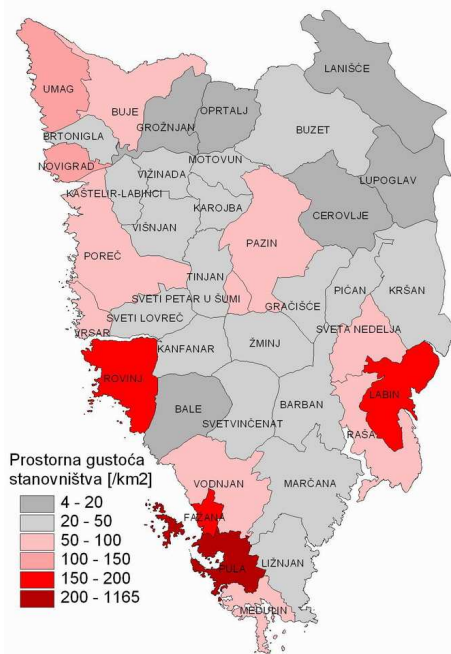 LANIŠĆE
UMAG
BUJE
OPRTALJ
GROŽNJAN
BUZET
BRTONIGLA
MOTOVUN
NOVIGRAD
VIŽINADA
LUPOGLAV
KAŠTELIR-LABINCI
CEROVLJE
KAROJBA
VIŠNJAN
PAZIN
POREČ
TINJAN
PIĆAN
KRŠAN
SVETI PETAR U ŠUMI
GRAČIŠĆE
SVETI LOVREČ
SVETA NEDELJA
VRSAR
KANFANAR
ŽMINJ
ROVINJ
LABIN
BALE
BARBAN
SVETVINČENAT
RAŠA
Prostorna gustoća
stanovništva [/km2]
VODNJAN
MARČANA
4 - 20
20 - 50
FAŽANA
50 - 100
100 - 150
150 - 200
PULA
LIŽNJAN
200 - 1165
MEDULIN